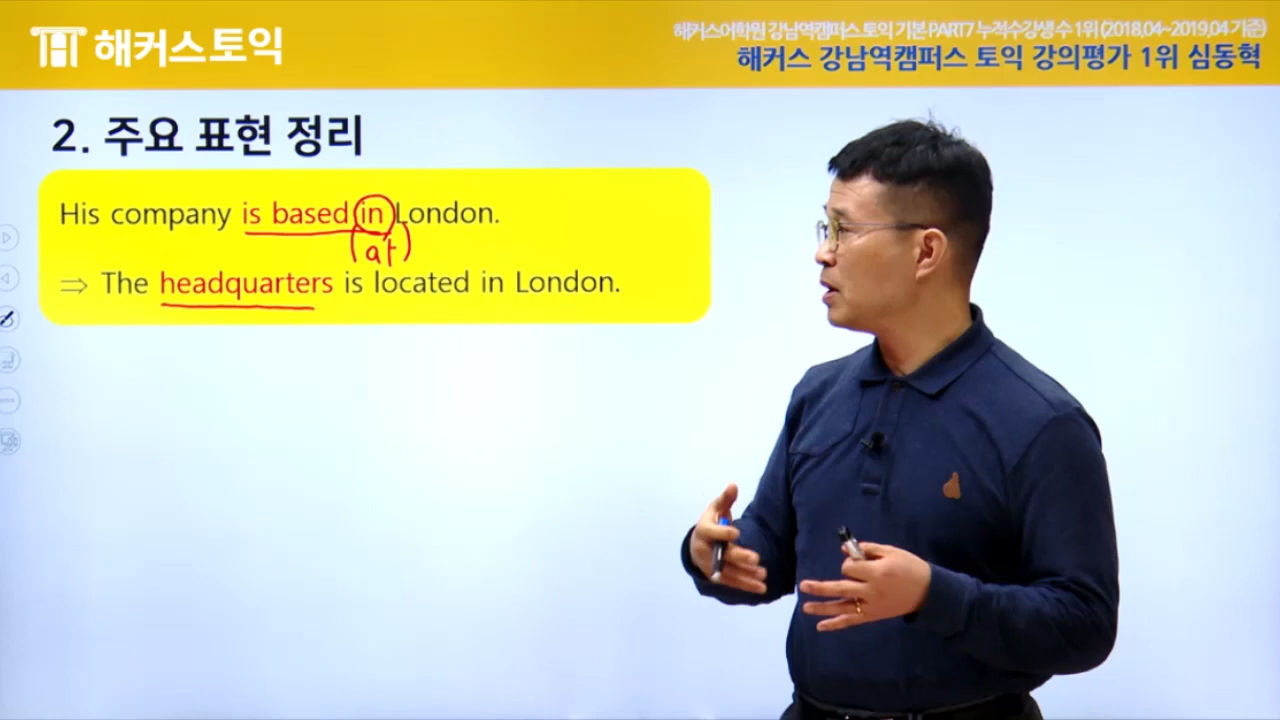 해커스토익
해커스어학원 강남역캠퍼스 토익 기본 PART7 누적수강생 수 1위 (2018.04~2019.04 기준)
해커스 강남역캠퍼스 토익 강의평가 1위 심동혁
2. 주요 표현 정리
His company is based in London.
(at)
⇒ The headquarters is located in London.